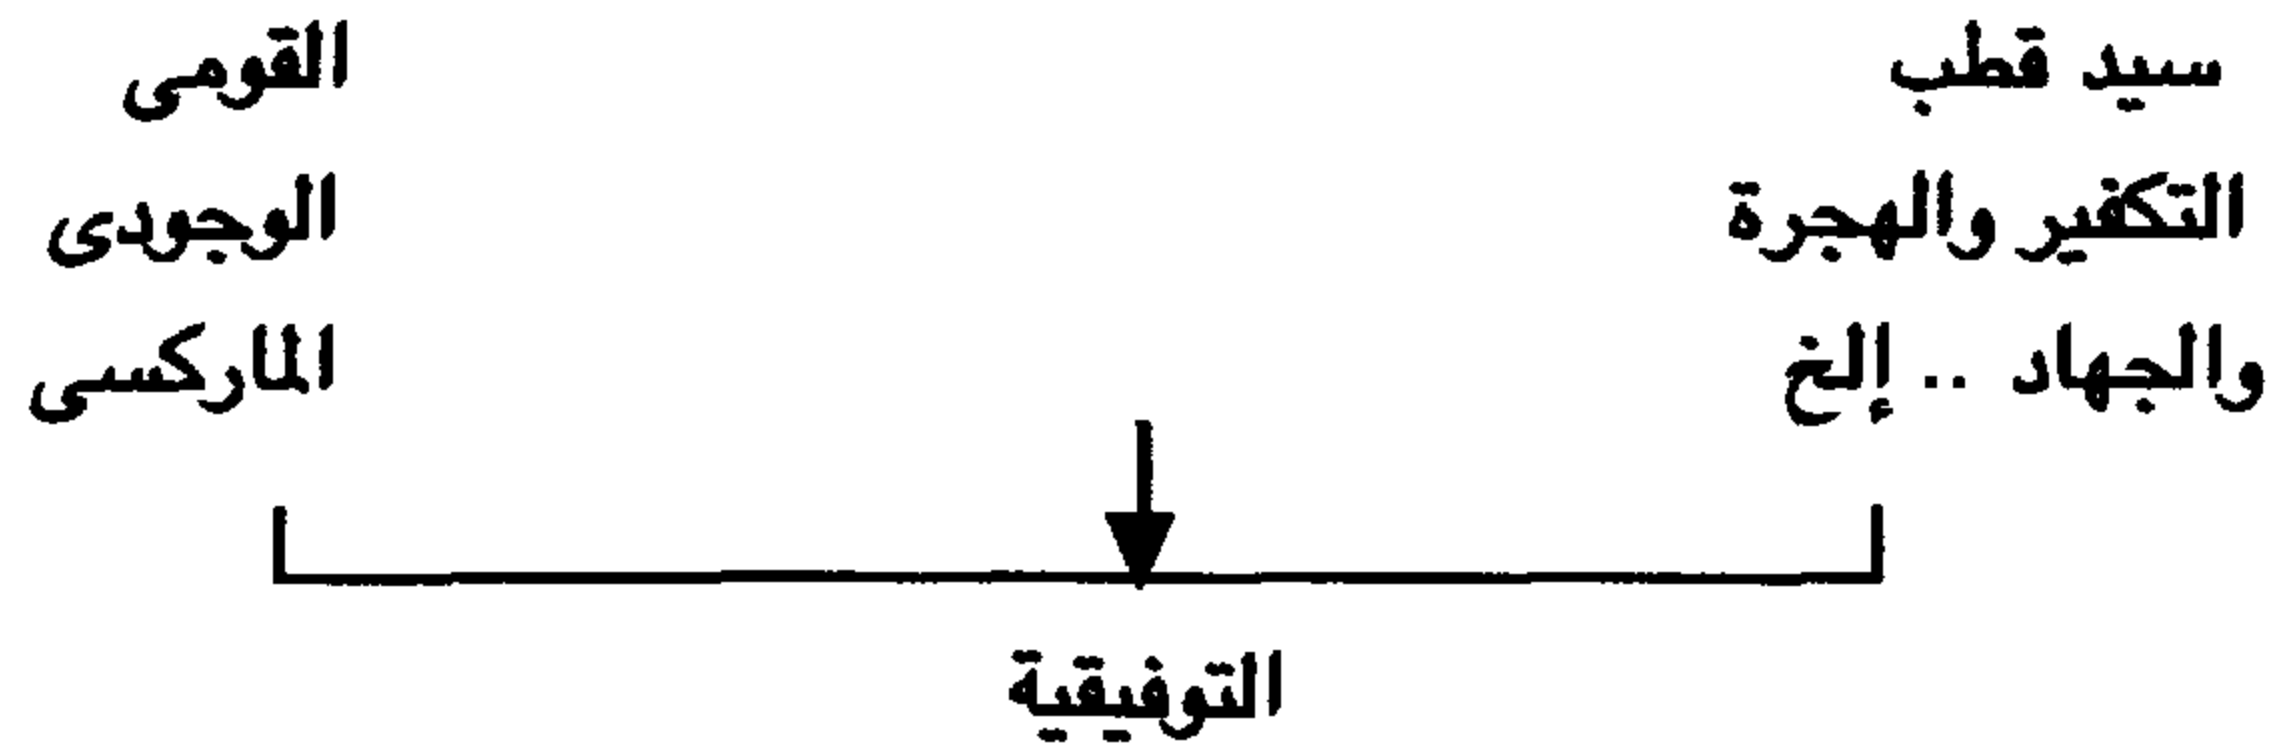 سيد قطب
التكفير والهجرة
والجهاد .. إلخ
القومى
الوجودى
الماركسى
التوفيقية